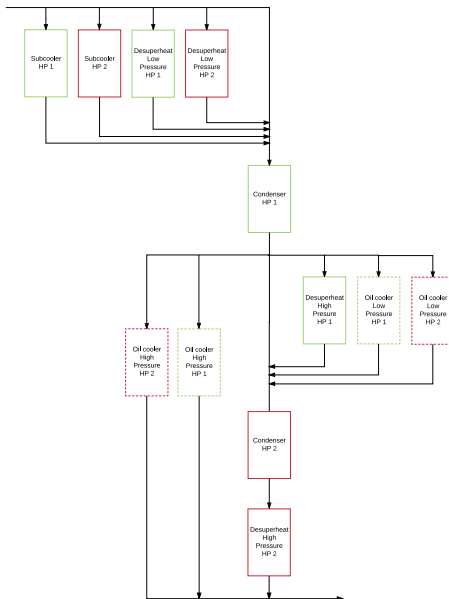 Subcooler
HP 1
Subcooler
HP 2
Desuperheat
Low
Pressure
HP 1
Desuperheat
Low
Pressure
HP 2
Condenser
HP 1
Desuperheat
High
Presure
HP 1
Oil cooler
Low
Pressure
HP 1
Oil cooler
Low
Pressure
HP 2
Oil cooler
High
Pressure
HP 2
Oil cooler
High
Pressure
HP 1
Condenser
HP 2
Desuperheat
High
Pressure
HP 2